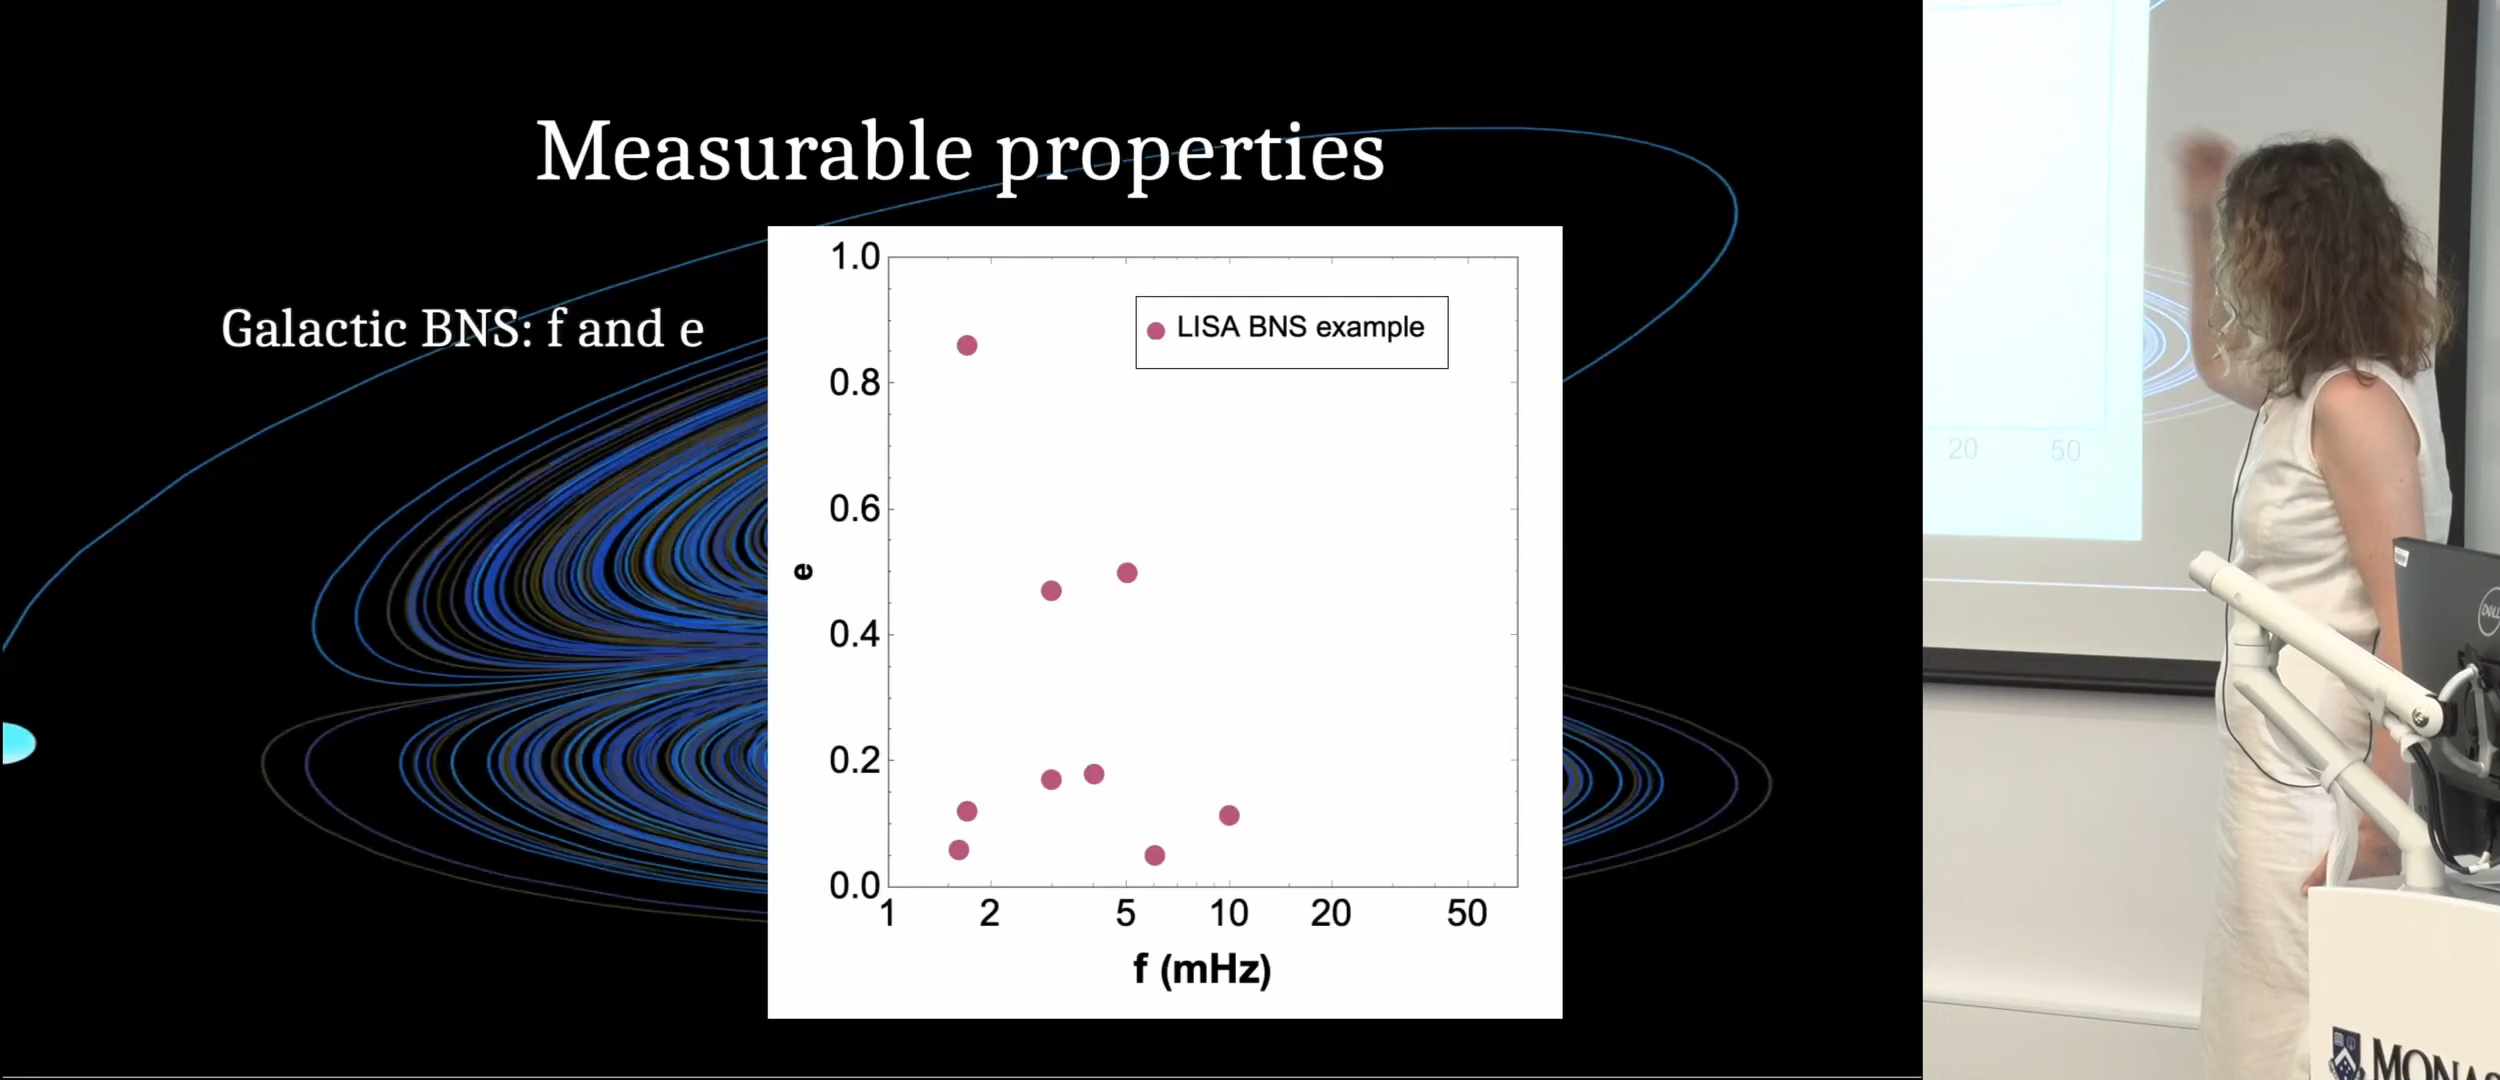 Measurable properties
Galactic BNS: f and e
LISA BNS example
1.0
0.8
0.6
0.4
0.2
0.0
e
1 2 5 10 20 50
f (mHz)
20 50
DELL